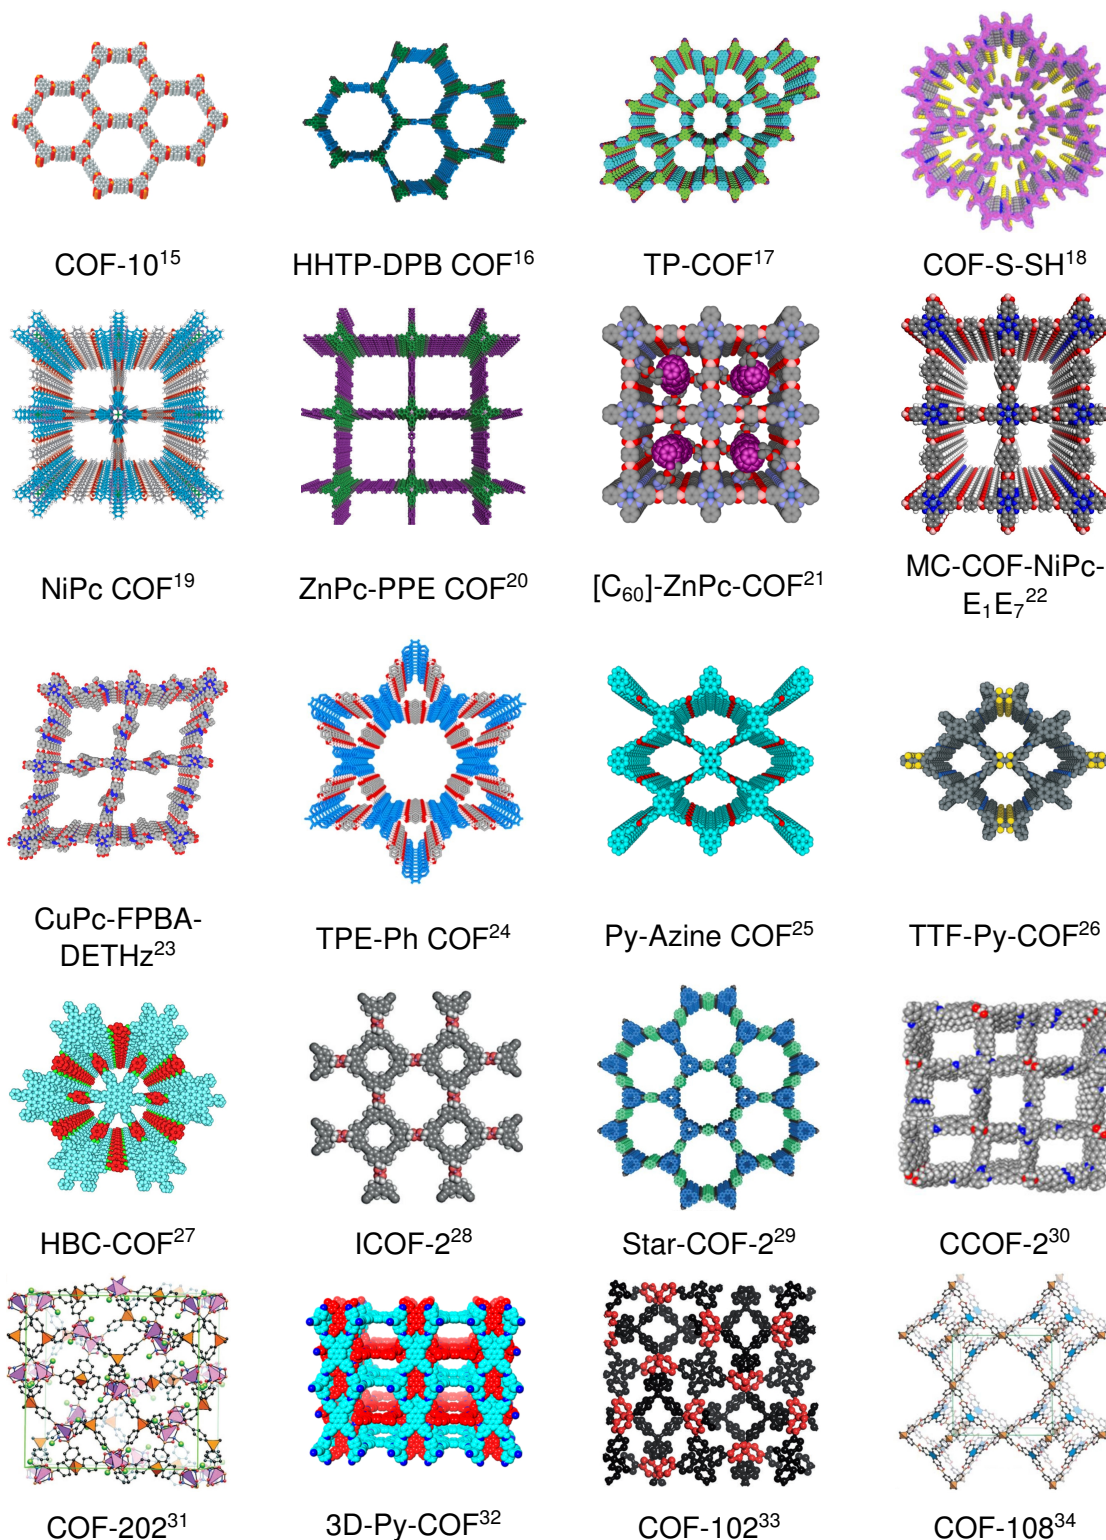 COF-10¹⁵ HHTP-DPB COF¹⁶ TP-COF¹⁷ COF-S-SH¹⁸
NiPc COF¹⁹ ZnPc-PPE COF²⁰ [C₆₀]-ZnPc-COF²¹ MC-COF-NiPc-
E₁E₇²²
CuPc-FPBA-
DETHz²³ TPE-Ph COF²⁴ Py-Azine COF²⁵ TTF-Py-COF²⁶
HBC-COF²⁷ ICOF-2²⁸ Star-COF-2²⁹ CCOF-2³⁰
COF-202³¹ 3D-Py-COF³² COF-102³³ COF-108³⁴